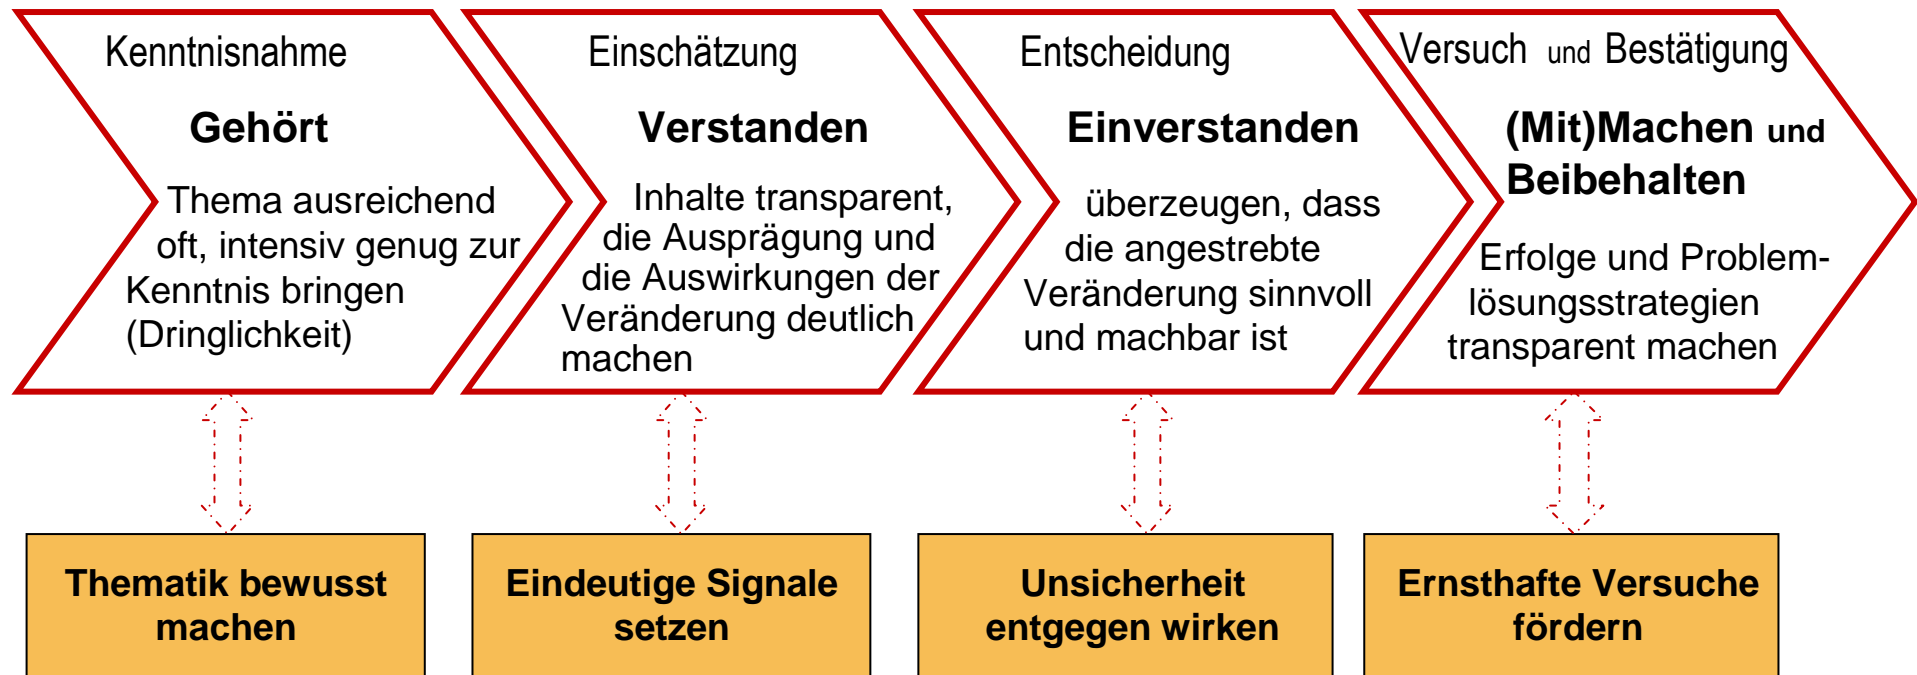 Kenntnisnahme
Gehört
Thema ausreichend
oft, intensiv genug zur
Kenntnis bringen
(Dringlichkeit)
Einschätzung
Verstanden
Inhalte transparent,
die Ausprägung und
die Auswirkungen der
Veränderung deutlich
machen
Entscheidung
Einverstanden
überzeugen, dass
die angestrebte
Veränderung sinnvoll
und machbar ist
Versuch und Bestätigung
(Mit)Machen und
Beibehalten
Erfolge und Problem-
lösungsstrategien
transparent machen
Thematik bewusst
machen
Eindeutige Signale
setzen
Unsicherheit
entgegen wirken
Ernsthafte Versuche
fördern